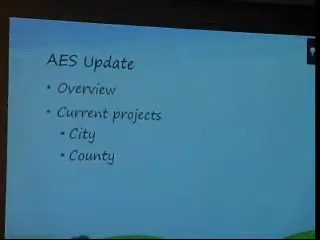 AES Update
• Overview
• Current projects
• City
• County